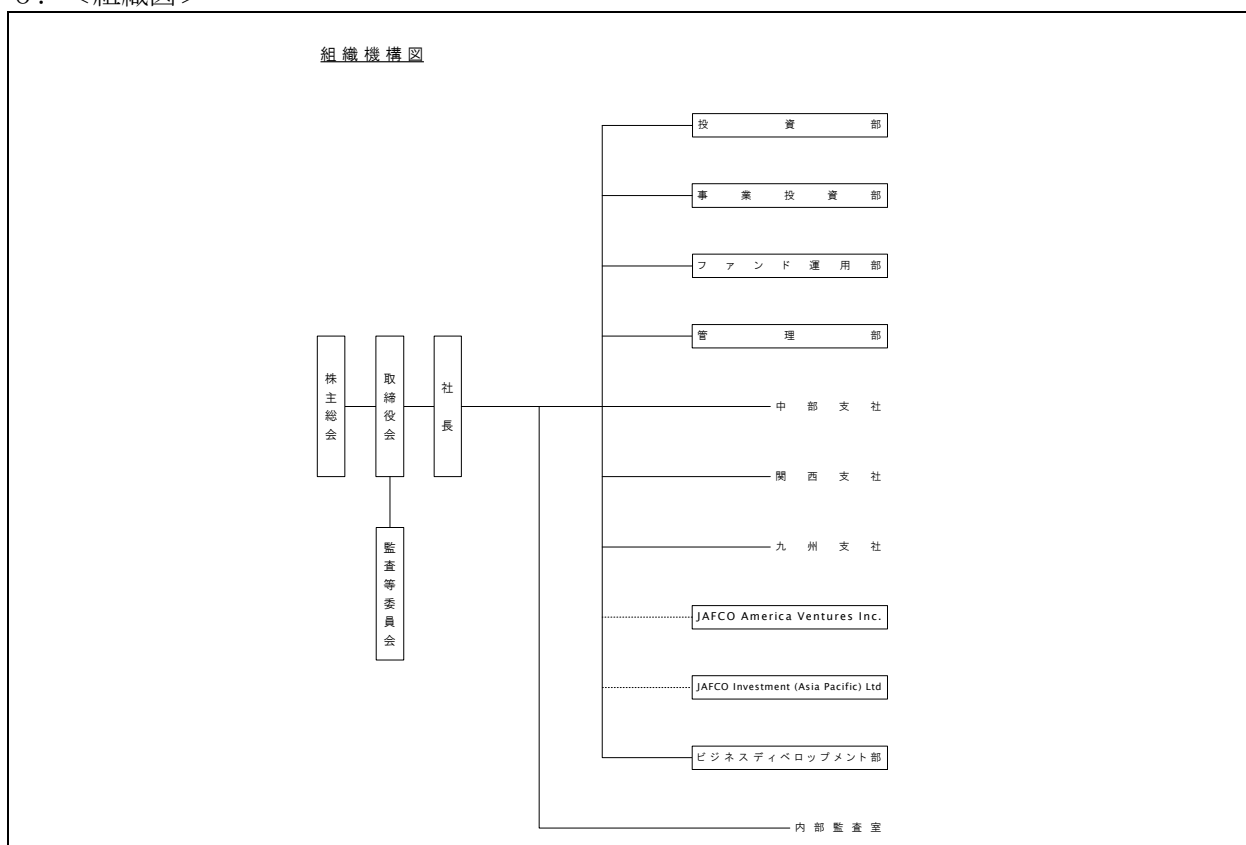 組織機構図
投資部
事業投資部
ファンド運用部
管理部
株主総会
取締役会
社長
中部支社
関西支社
九州支社
監査等委員会
JAFCO America Ventures Inc.
JAFCO Investment (Asia Pacific) Ltd
ビジネスディベロップメント部
内部監査室